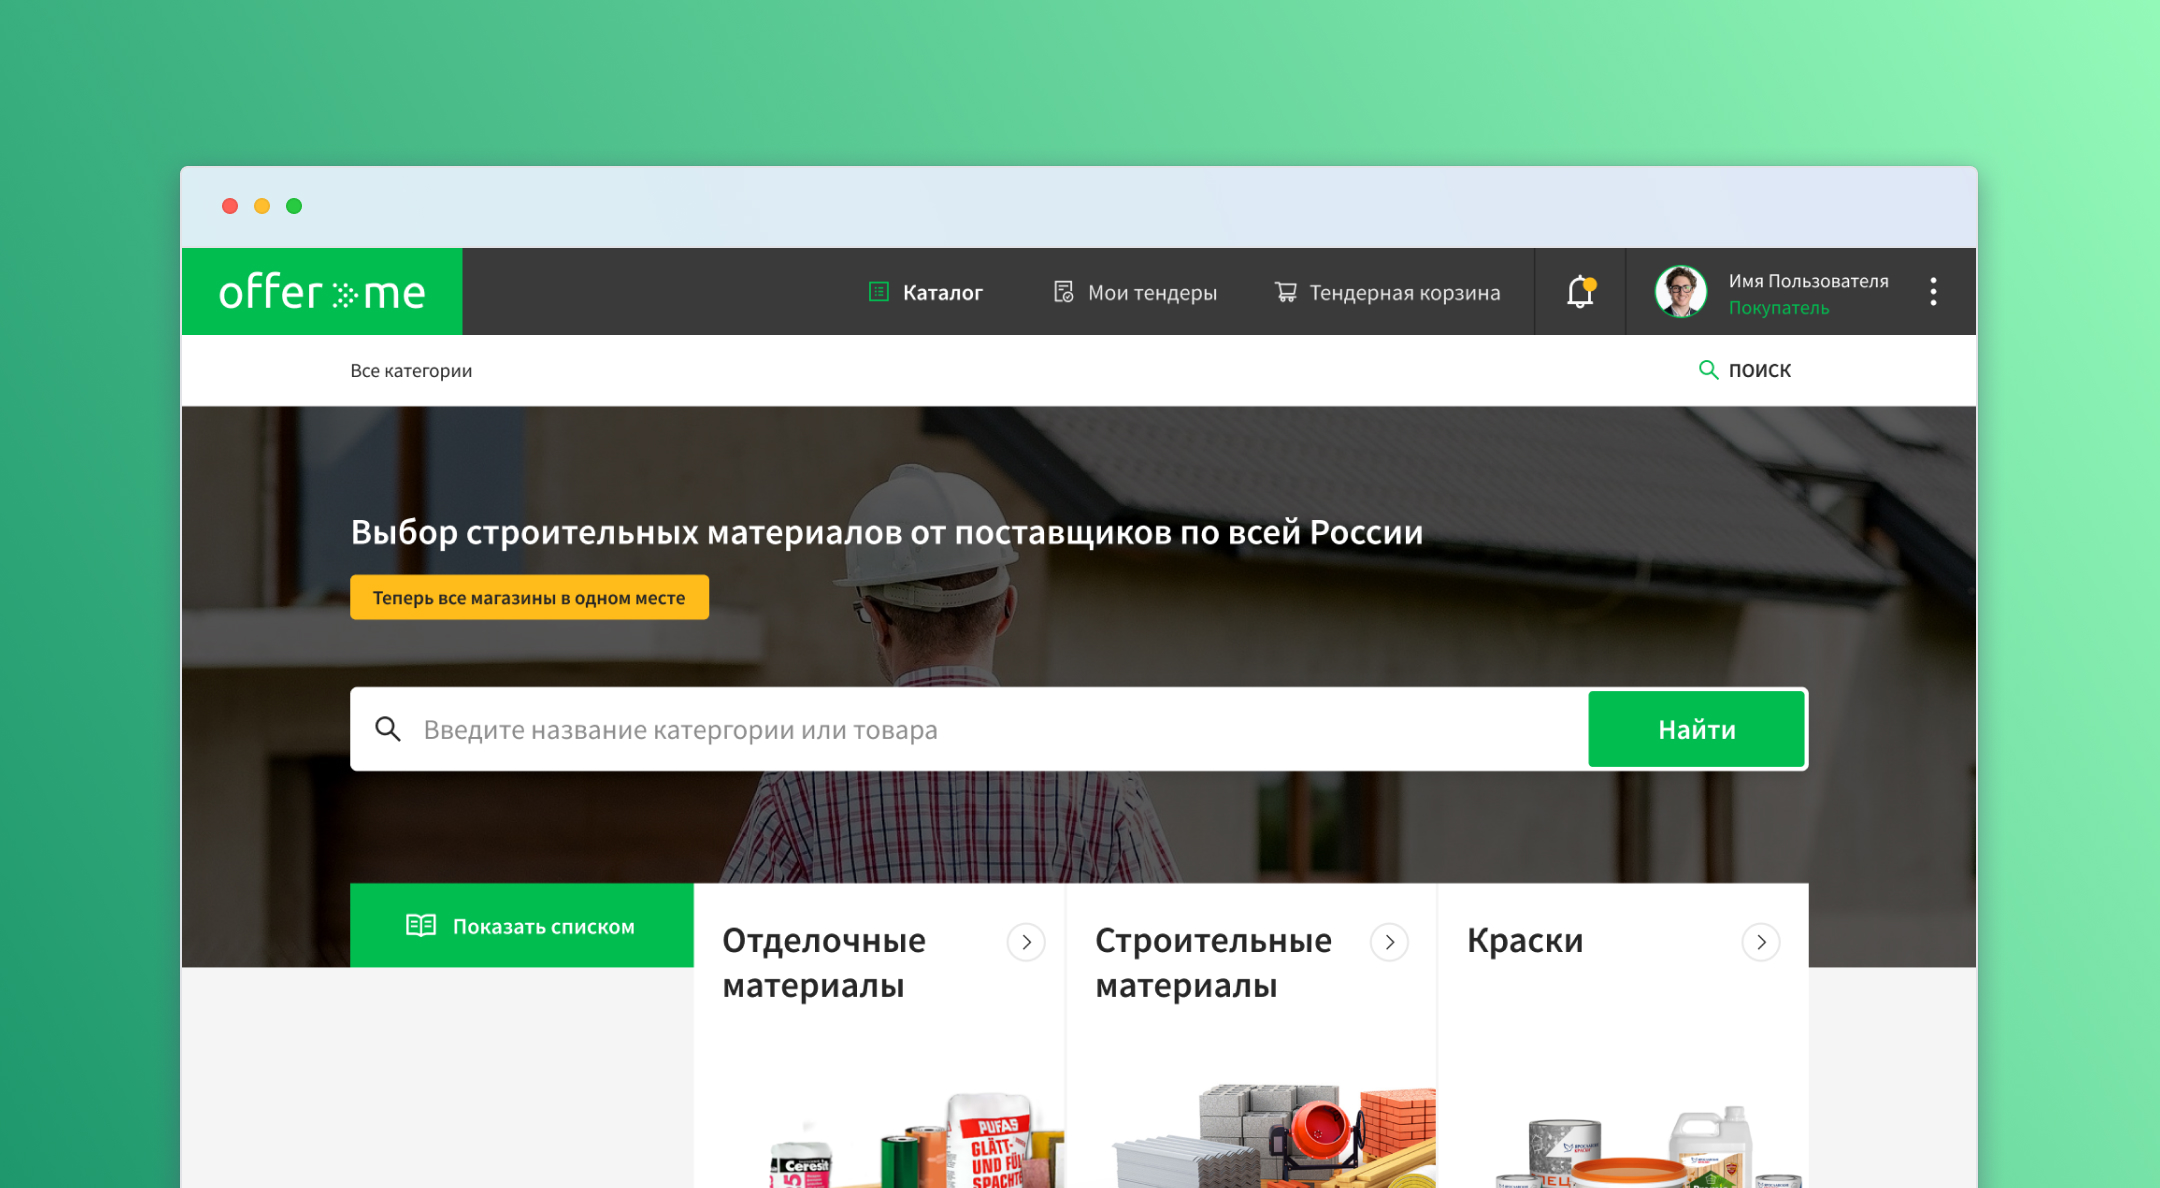 offer me
Каталог
Мои тендеры
Тендерная корзина
Имя Пользователя
Покупатель
Все категории
ПОИСК
Выбор строительных материалов от поставщиков по всей России
Теперь все магазины в одном месте
Введите название катергории или товара
Найти
Показать списком
Отделочные
материалы
Строительные
материалы
Краски
Ceresit
PUFAS
GLÄTT-
UND FÜL
SPACHT